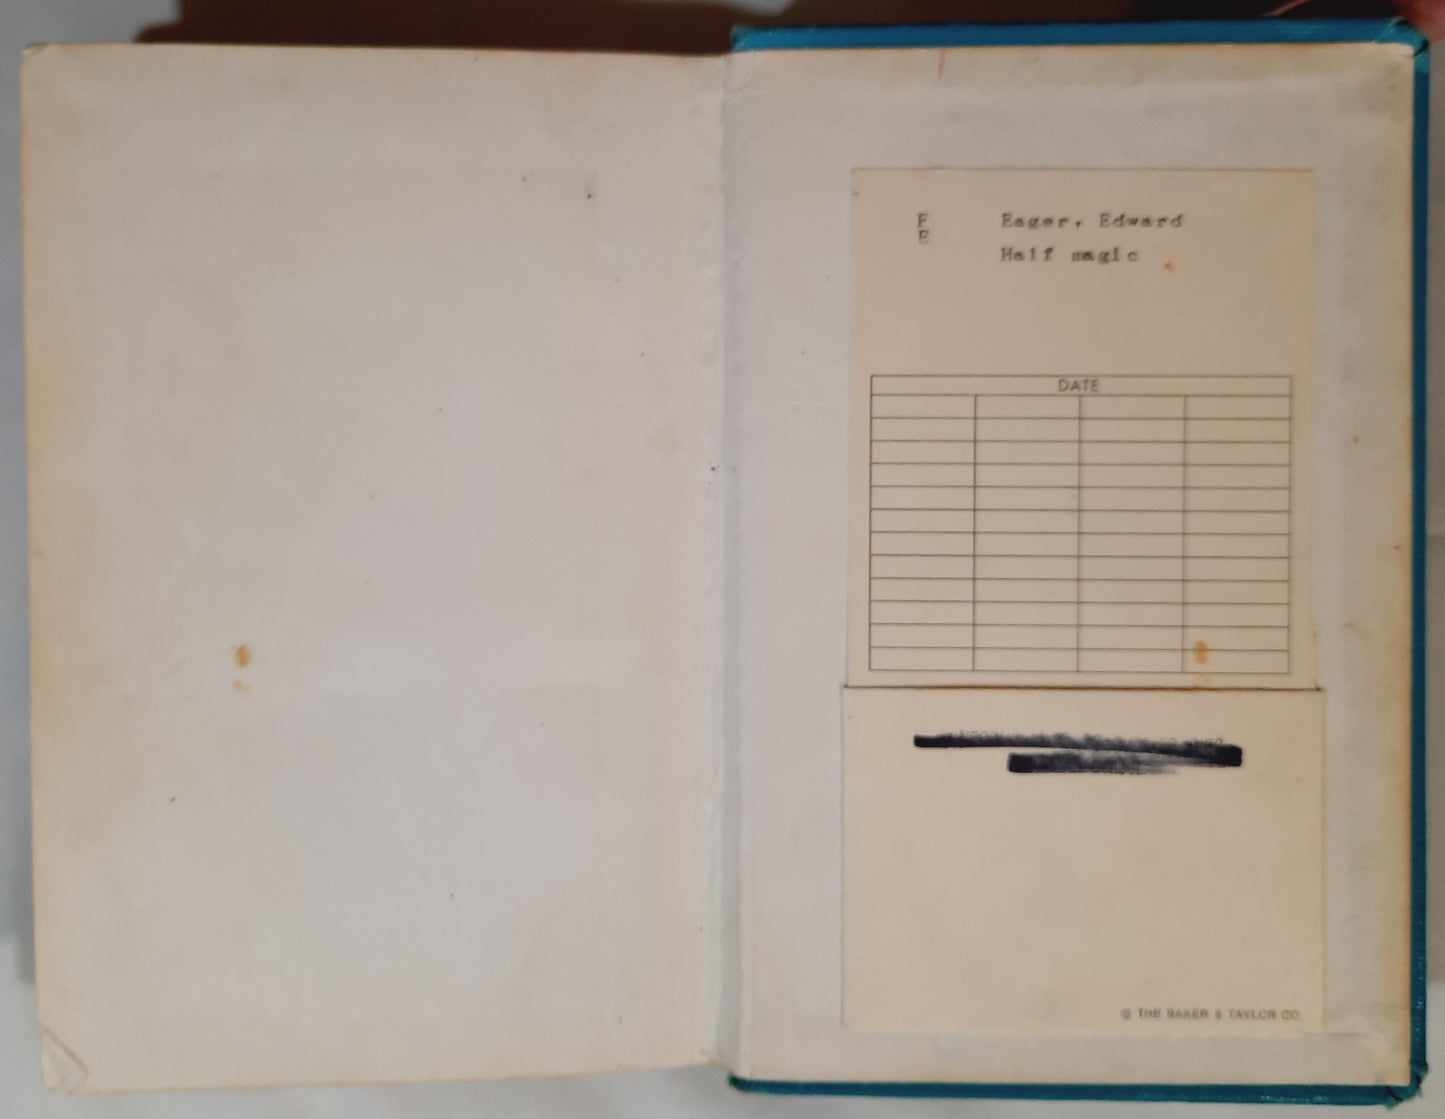 F Eager, Edward
E
Half magic
DATE
© THE BAKER & TAYLOR CO.